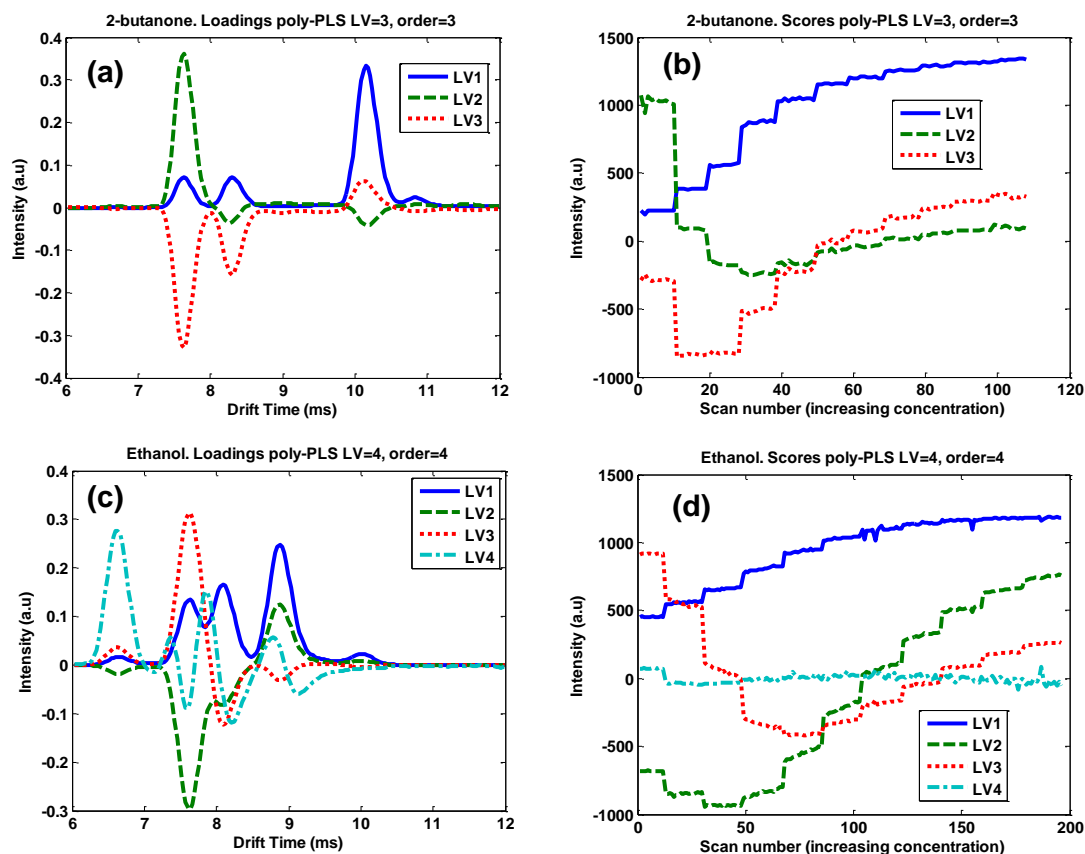 2-butanone. Loadings poly-PLS LV=3, order=3
0.4
0.3
0.2
0.1
0
-0.1
-0.2
-0.3
-0.4
Intensity (a.u)
(a)
LV1
LV2
LV3
6 7 8 9 10 11 12
Drift Time (ms)
2-butanone. Scores poly-PLS LV=3, order=3
1500
1000
500
0
-500
-1000
Intensity (a.u)
(b)
LV1
LV2
LV3
0 20 40 60 80 100 120
Scan number (increasing concentration)
Ethanol. Loadings poly-PLS LV=4, order=4
0.4
0.3
0.2
0.1
0
-0.1
-0.2
-0.3
Intensity (a.u)
(c)
LV1
LV2
LV3
LV4
6 7 8 9 10 11 12
Drift Time (ms)
Ethanol. Scores poly-PLS LV=4, order=4
1500
1000
500
0
-500
-1000
Intensity (a.u)
(d)
LV1
LV2
LV3
LV4
0 50 100 150 200
Scan number (increasing concentration)